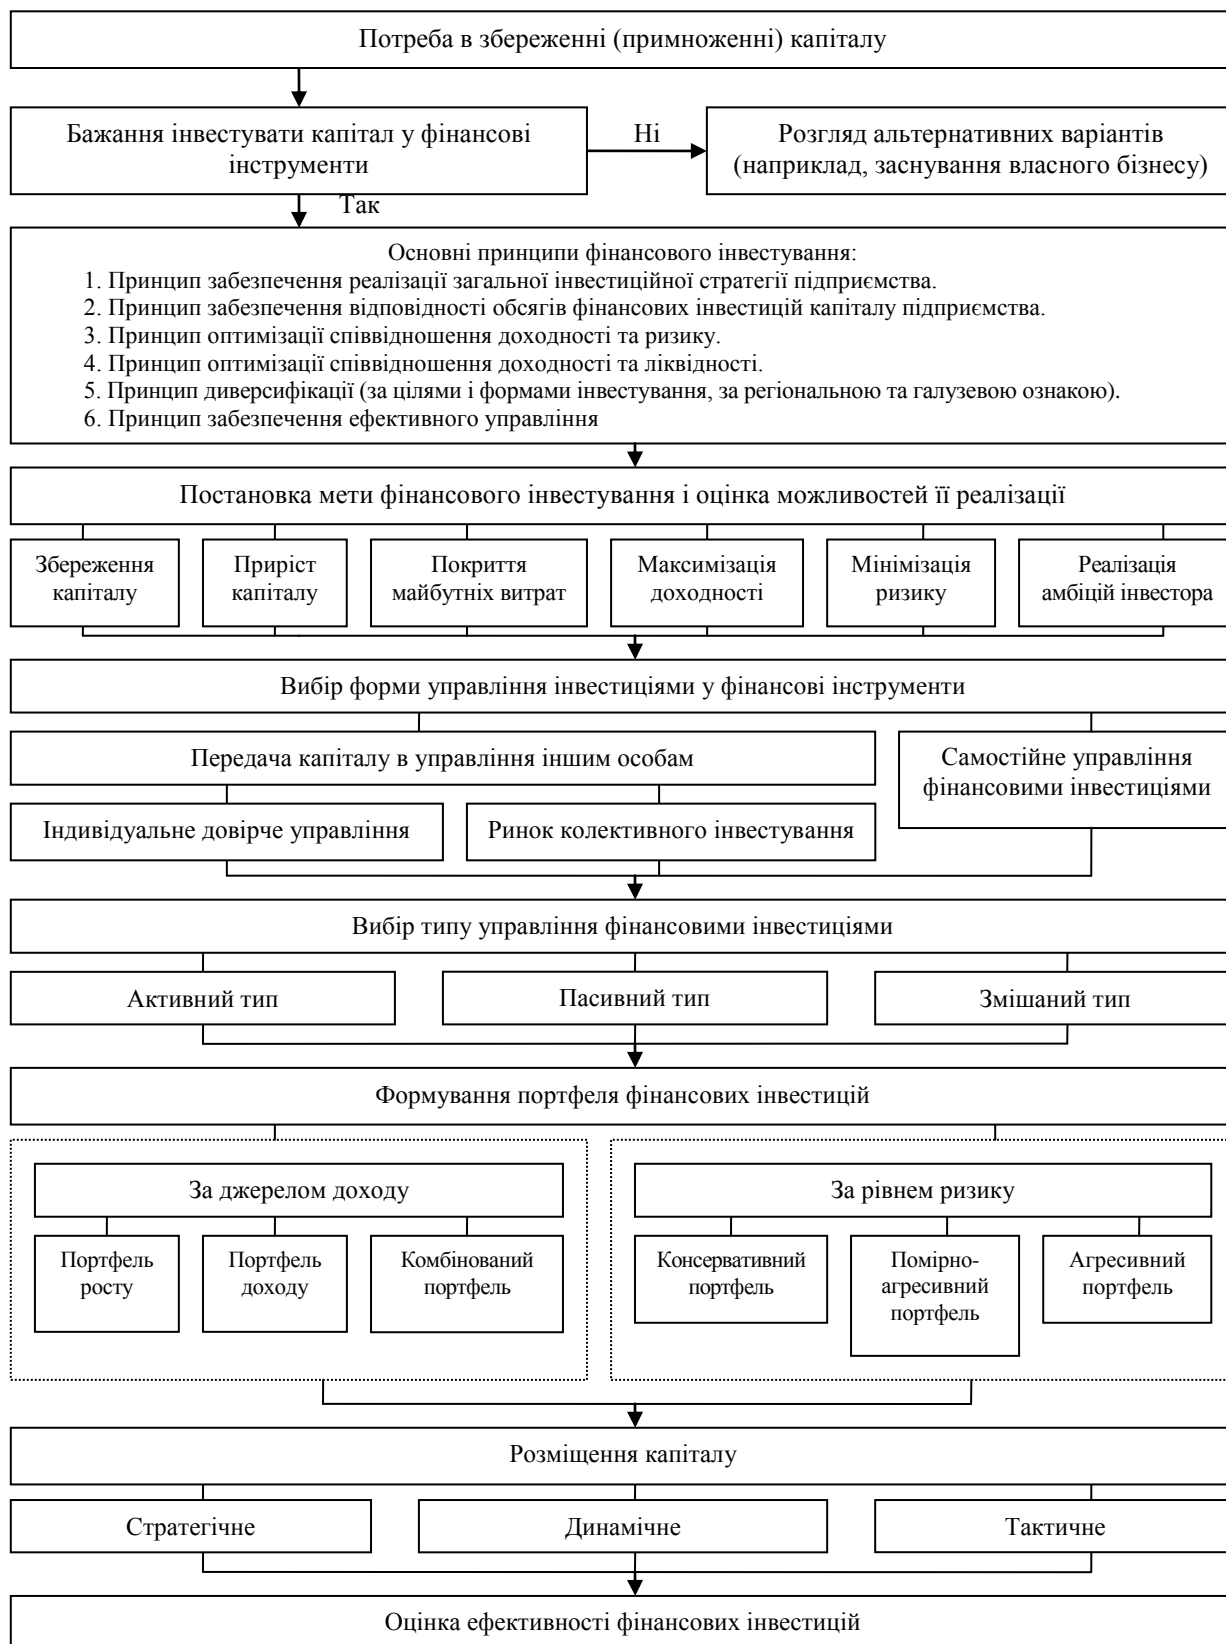 Потреба в збереженні (примноженні) капіталу
Бажання інвестувати капітал у фінансові
інструменти
Ні
Розгляд альтернативних варіантів
(наприклад, заснування власного бізнесу)
Так
Основні принципи фінансового інвестування:
1. Принцип забезпечення реалізації загальної інвестиційної стратегії підприємства.
2. Принцип забезпечення відповідності обсягів фінансових інвестицій капіталу підприємства.
3. Принцип оптимізації співвідношення доходності та ризику.
4. Принцип оптимізації співвідношення доходності та ліквідності.
5. Принцип диверсифікації (за цілями і формами інвестування, за регіональною та галузевою ознакою).
6. Принцип забезпечення ефективного управління
Постановка мети фінансового інвестування і оцінка можливостей її реалізації
Збереження
капіталу
Приріст
капіталу
Покриття
майбутніх витрат
Максимізація
доходності
Мінімізація
ризику
Реалізація
амбіцій інвестора
Вибір форми управління інвестиціями у фінансові інструменти
Передача капіталу в управління іншим особам
Самостійне управління
фінансовими інвестиціями
Індивідуальне довірче управління
Ринок колективного інвестування
Вибір типу управління фінансовими інвестиціями
Активний тип
Пасивний тип
Змішаний тип
Формування портфеля фінансових інвестицій
За джерелом доходу
Портфель
росту
Портфель
доходу
Комбінований
портфель
За рівнем ризику
Консервативний
портфель
Помірно-
агресивний
портфель
Агресивний
портфель
Розміщення капіталу
Стратегічне
Динамічне
Тактичне
Оцінка ефективності фінансових інвестицій